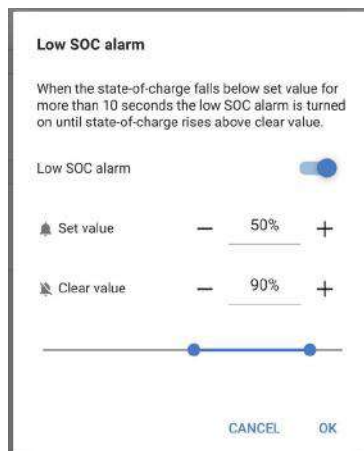 Low SOC alarm
When the state-of-charge falls below set value for
more than 10 seconds the low SOC alarm is turned
on until state-of-charge rises above clear value.
Low SOC alarm
Set value
50%
Clear value
90%
CANCEL OK